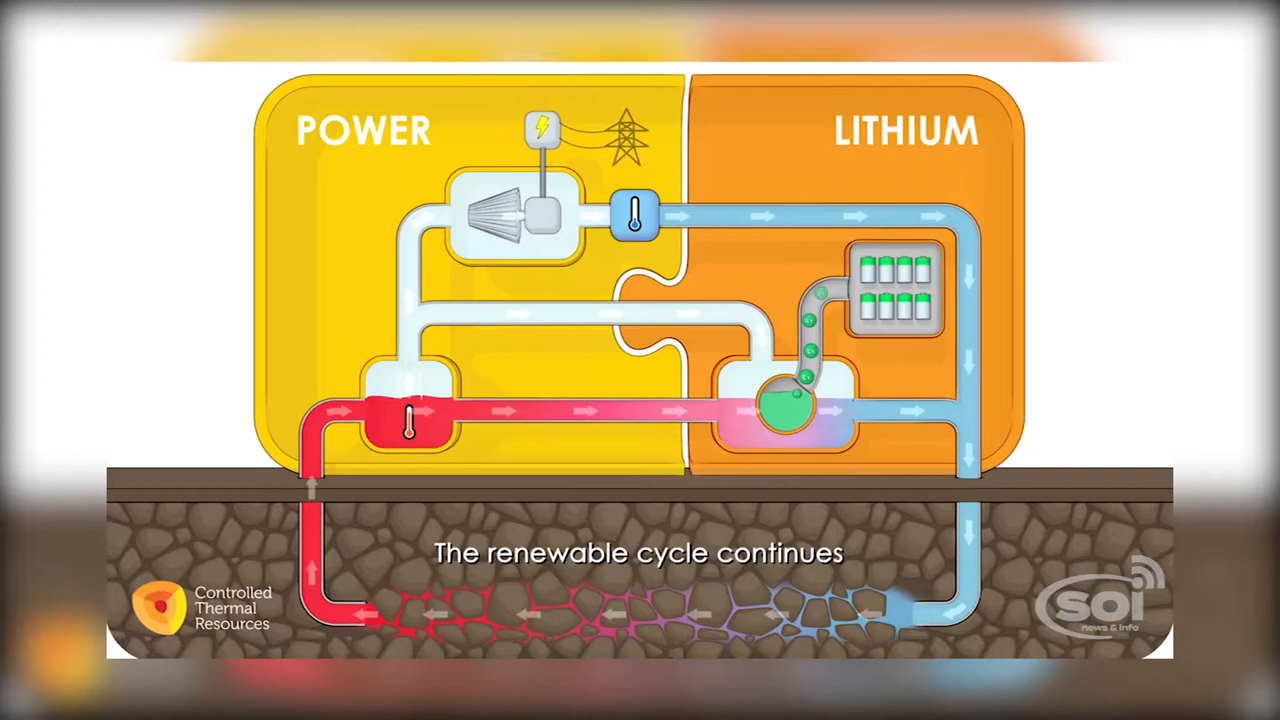 POWER
LITHIUM
The renewable cycle continues
Controlled
Thermal
Resources
soi
news & info